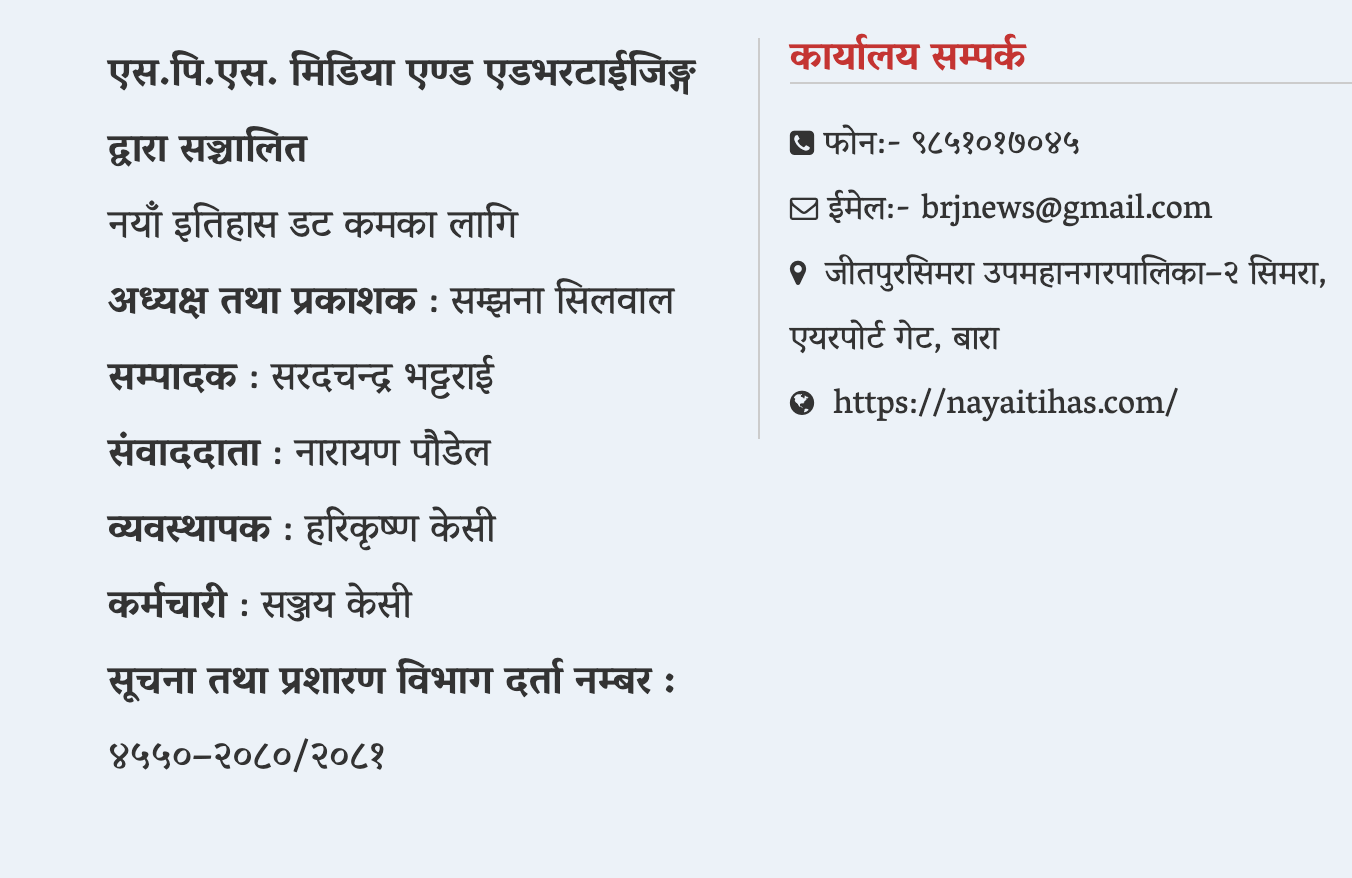 एस.पि.एस. मिडिया एण्ड एडभरटाईजिङ्ग
द्वारा सञ्चालित
नयाँ इतिहास डट कमका लागि
अध्यक्ष तथा प्रकाशक : सम्झना सिलवाल
सम्पादक : सरदचन्द्र भट्टराई
संवाददाता : नारायण पौडेल
व्यवस्थापक : हरिकृष्ण केसी
कर्मचारी : सञ्जय केसी
सूचना तथा प्रशारण विभाग दर्ता नम्बर :
४५५०–२०८०/२०८१
कार्यालय सम्पर्क
फोन:- ९८५१०१७०४५
ईमेल:- brjnews@gmail.com
जीतपुरसिमरा उपमहानगरपालिका–२ सिमरा,
एयरपोर्ट गेट, बारा
https://nayaitihas.com/